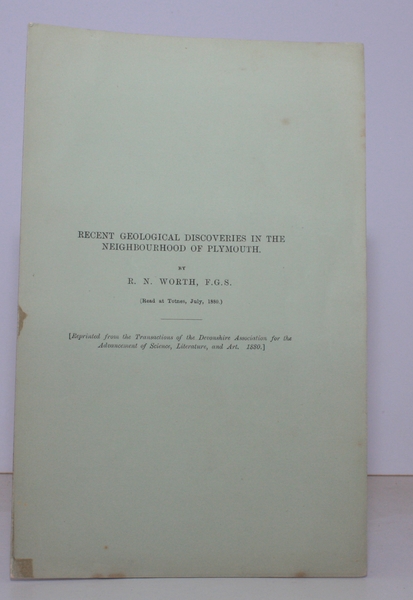 RECENT GEOLOGICAL DISCOVERIES IN THE
NEIGHBOURHOOD OF PLYMOUTH.
BY
R. N. WORTH, F.G.S.
(Read at Totnes, July, 1880.)
[Reprinted from the Transactions of the Devonshire Association for the
Advancement of Science, Literature, and Art. 1880.]